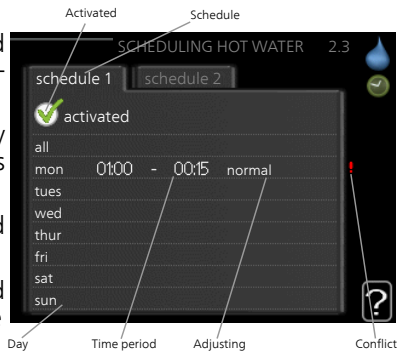 Activated
Schedule
SCHEDULING HOT WATER 2.3
schedule 1 schedule 2
activated
all
mon 01:00 - 00:15 normal !
tues
wed
thur
fri
sat
sun
?
Day Time period Adjusting Conflict